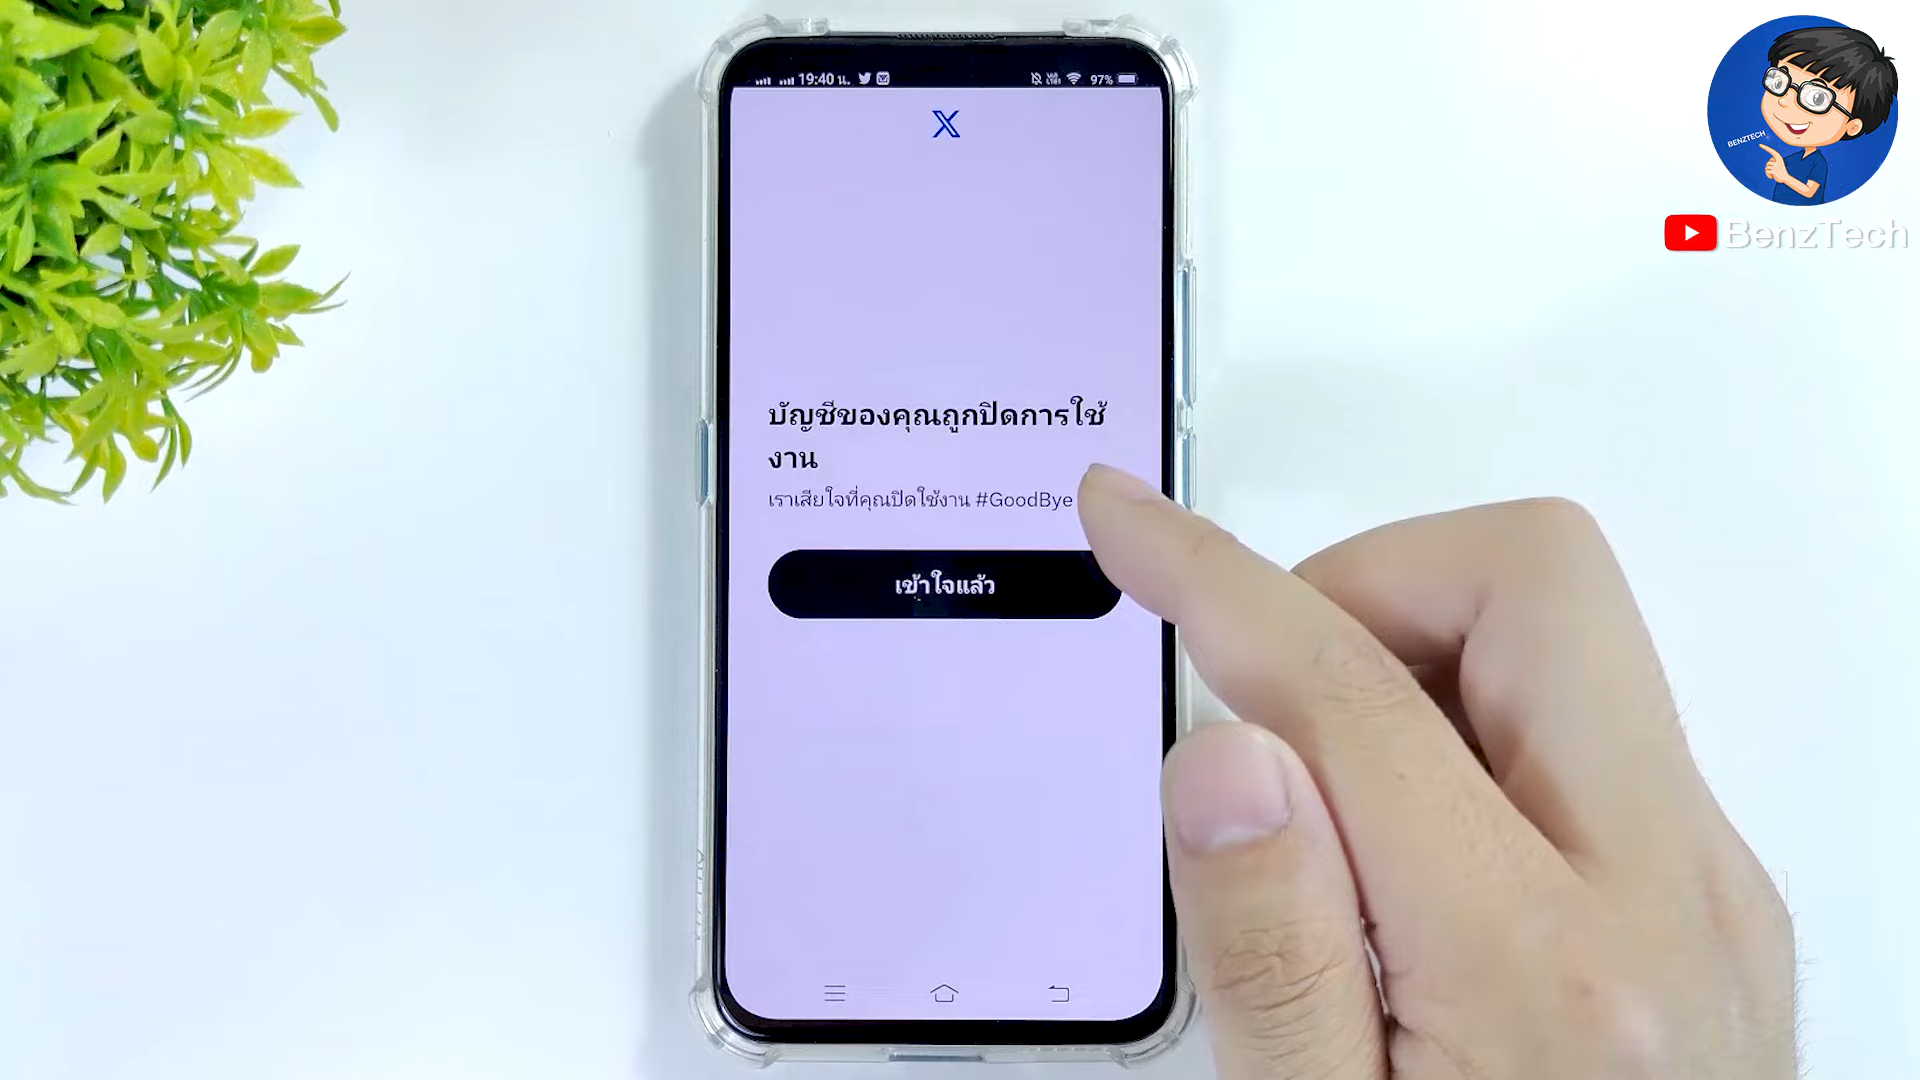 19:40 น.
97%
X
บัญชีของคุณถูกปิดการใช้
งาน
เราเสียใจที่คุณปิดใช้งาน #GoodBye
เข้าใจแล้ว
BENZTECH
BenzTech